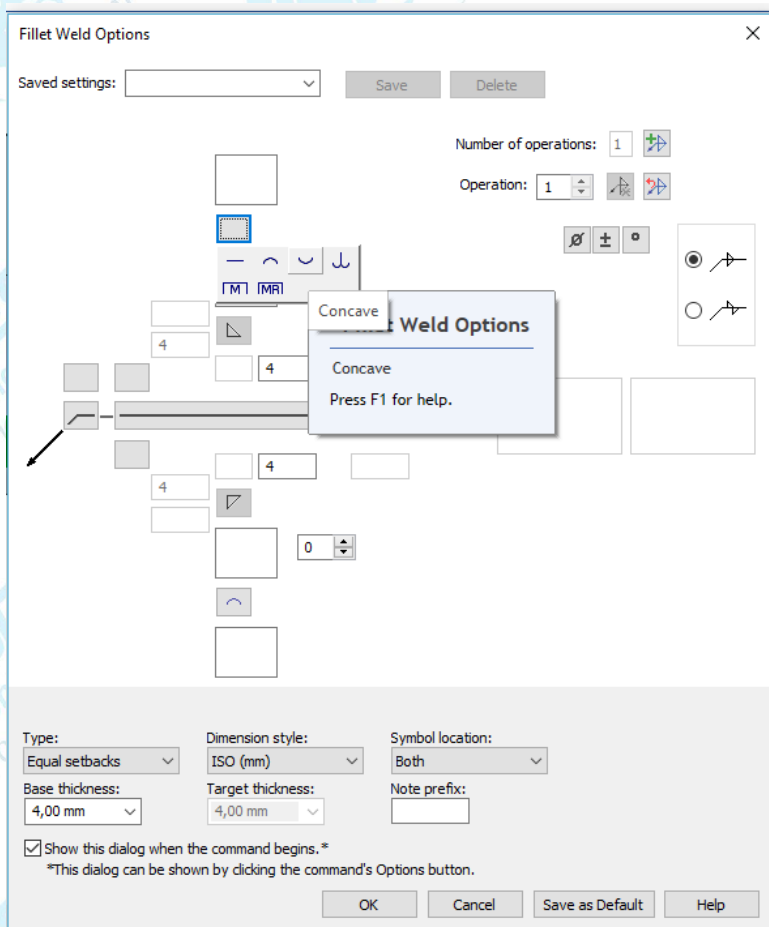 Fillet Weld Options
Saved settings:
Save
Delete
Number of operations: 1
Operation: 1
M
MR
Concave
Weld Options
Concave
Press F1 for help.
4
4
4
4
0
Type:
Dimension style:
Symbol location:
Equal setbacks
ISO (mm)
Both
Base thickness:
Target thickness:
Note prefix:
4,00 mm
4,00 mm
Show this dialog when the command begins.*
*This dialog can be shown by clicking the command's Options button.
OK
Cancel
Save as Default
Help